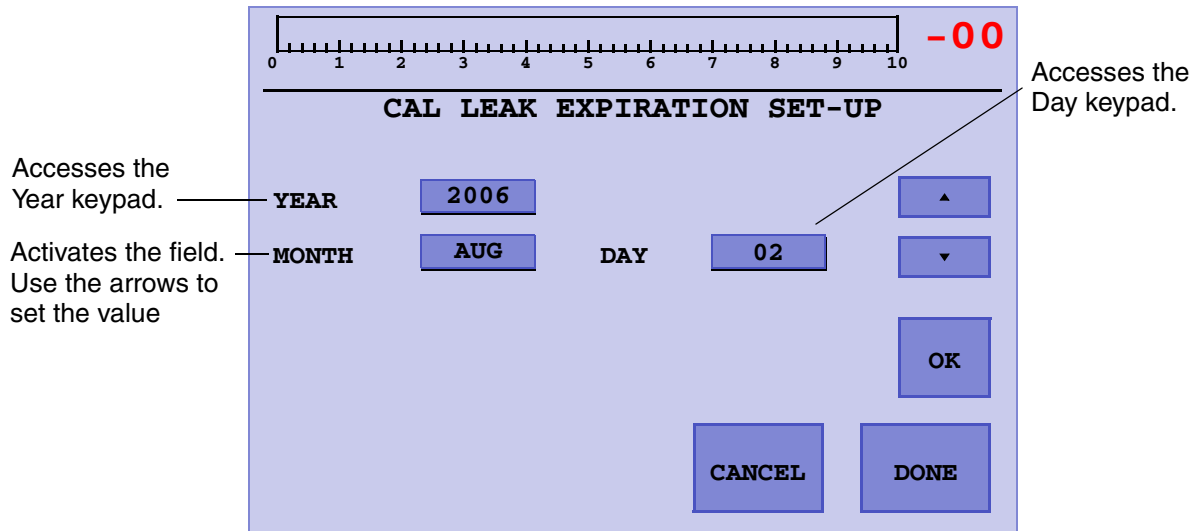 -00
0 1 2 3 4 5 6 7 8 9 10
CAL LEAK EXPIRATION SET-UP
Accesses the
Day keypad.
Accesses the
Year keypad.
YEAR 2006
Activates the field.
Use the arrows to
set the value
MONTH AUG DAY 02
OK
CANCEL DONE